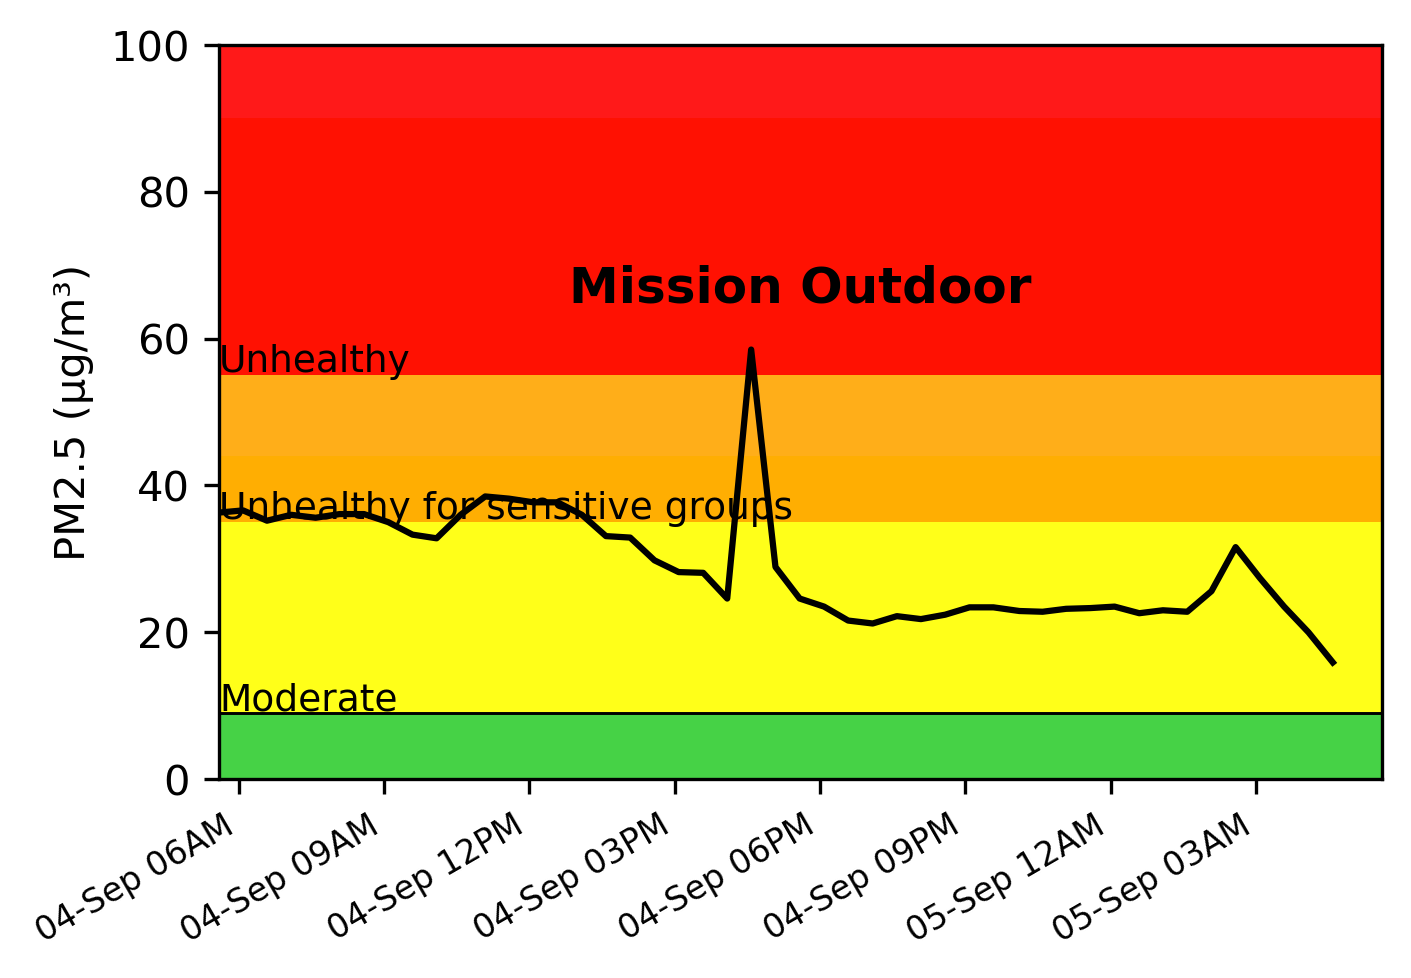 100
80
60
40
20
0
PM2.5 (µg/m³)
Mission Outdoor
Unhealthy
Unhealthy for sensitive groups
Moderate
04-Sep 06AM
04-Sep 09AM
04-Sep 12PM
04-Sep 03PM
04-Sep 06PM
04-Sep 09PM
05-Sep 12AM
05-Sep 03AM